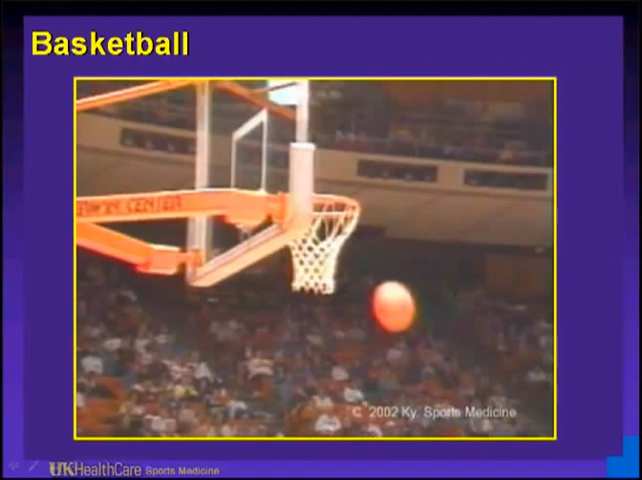 Basketball
CENTER
© 2002 Ky. Sports Medicine
UKHealthCare Sports Medicine